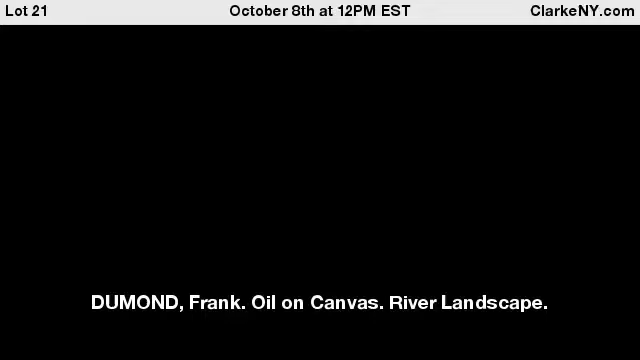 Lot 21 October 8th at 12PM EST ClarkeNY.com
DUMOND, Frank. Oil on Canvas. River Landscape.